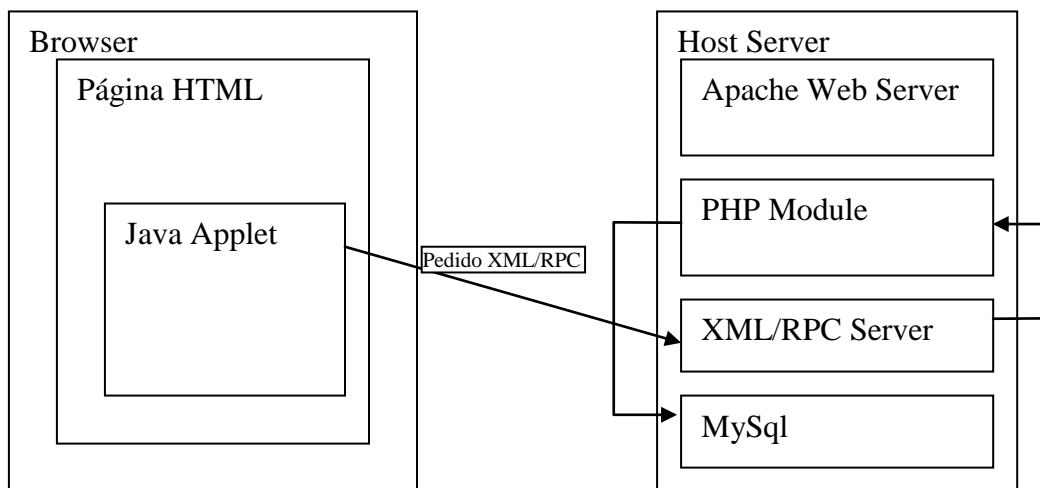 Browser
Página HTML
Java Applet
Pedido XML/RPC
Host Server
Apache Web Server
PHP Module
XML/RPC Server
MySql